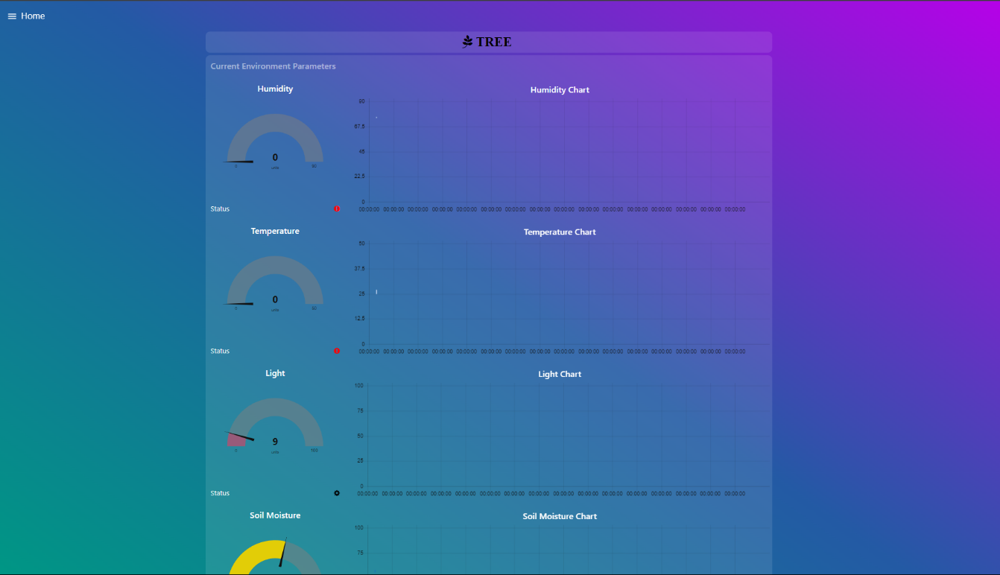 Home
TREE
Current Environment Parameters
Humidity
0
units
0
90
Status
Humidity Chart
90
67.5
45
22.5
0
00:00:00 00:00:00 00:00:00 00:00:00 00:00:00 00:00:00 00:00:00 00:00:00 00:00:00 00:00:00 00:00:00 00:00:00 00:00:00 00:00:00 00:00:00 00:00:00
Temperature
0
units
0
Status
Temperature Chart
50
37.5
25
12.5
0
00:00:00 00:00:00 00:00:00 00:00:00 00:00:00 00:00:00 00:00:00 00:00:00 00:00:00 00:00:00 00:00:00 00:00:00 00:00:00 00:00:00 00:00:00 00:00:00
Light
9
units
0
100
Status
Light Chart
100
75
50
25
0
00:00:00 00:00:00 00:00:00 00:00:00 00:00:00 00:00:00 00:00:00 00:00:00 00:00:00 00:00:00 00:00:00 00:00:00 00:00:00 00:00:00 00:00:00 00:00:00
Soil Moisture
Soil Moisture Chart
100
75